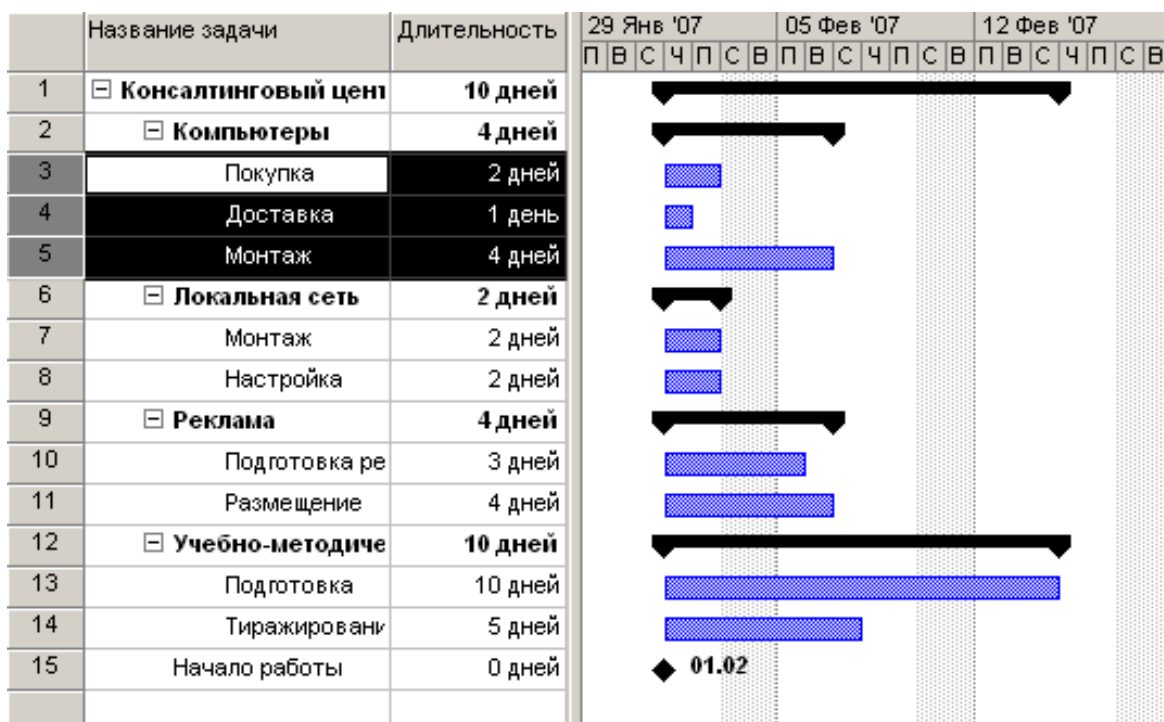 Название задачи Длительность 29 Янв '07 05 Фев '07 12 Фев '07
П В С Ч П С В П В С Ч П С В П В С Ч П С В
1 Консалтинговый цент 10 дней
2 Компьютеры 4 дней
3 Покупка 2 дней
4 Доставка 1 день
5 Монтаж 4 дней
6 Локальная сеть 2 дней
7 Монтаж 2 дней
8 Настройка 2 дней
9 Реклама 4 дней
10 Подготовка ре 3 дней
11 Размещение 4 дней
12 Учебно-методиче 10 дней
13 Подготовка 10 дней
14 Тиражировани 5 дней
15 Начало работы 0 дней 01.02